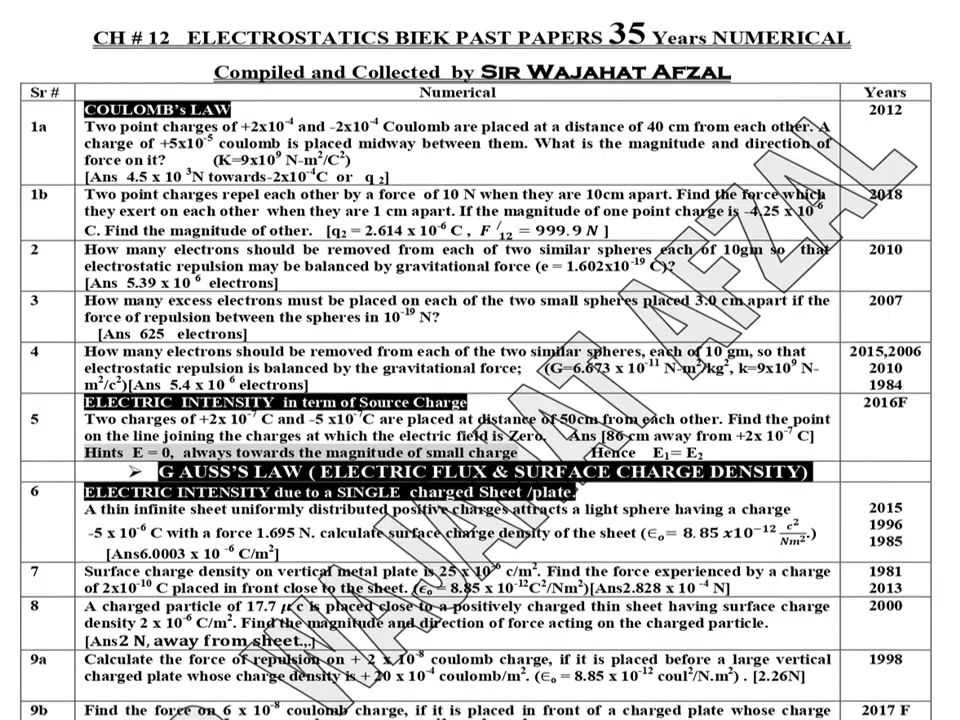 CH # 12 ELECTROSTATICS BIEK PAST PAPERS 35 Years NUMERICAL
Compiled and Collected by SIR WAJAHAT AFZAL
Sr # Numerical Years
COULOMB's LAW 2012
1a Two point charges of +2x10⁻⁴ and -2x10⁻⁴ Coulomb are placed at a distance of 40 cm from each other. A
charge of +5x10⁻⁵ coulomb is placed midway between them. What is the magnitude and direction of
force on it? (K=9x10⁹ N-m²/C²)
[Ans 4.5 x 10 ³N towards-2x10⁻⁴C or q ₂]
1b Two point charges repel each other by a force of 10 N when they are 10cm apart. Find the force which 2018
they exert on each other when they are 1 cm apart. If the magnitude of one point charge is -4.25 x 10⁻⁶
C. Find the magnitude of other. [q₂ = 2.614 x 10⁻⁶ C , F ′₁₂ = 999.9 N ]
2 How many electrons should be removed from each of two similar spheres each of 10gm so that 2010
electrostatic repulsion may be balanced by gravitational force (e = 1.602x10⁻¹⁹ C)?
[Ans 5.39 x 10 ⁶ electrons]
3 How many excess electrons must be placed on each of the two small spheres placed 3.0 cm apart if the 2007
force of repulsion between the spheres in 10⁻¹⁹ N?
[Ans 625 electrons]
4 How many electrons should be removed from each of the two similar spheres, each of 10 gm, so that 2015,2006
electrostatic repulsion is balanced by the gravitational force; (G=6.673 x 10⁻¹¹ N-m²/kg², k=9x10⁹ N- 2010
m²/c²)[Ans 5.4 x 10 ⁶ electrons] 1984
ELECTRIC INTENSITY in term of Source Charge 2016F
5 Two charges of +2x 10⁻⁷ C and -5 x10⁻⁷C are placed at distance of 50cm from each other. Find the point
on the line joining the charges at which the electric field is Zero. Ans [86 cm away from +2x 10⁻⁷ C]
Hints E = 0, always towards the magnitude of small charge Hence E₁= E₂
➢ G AUSS'S LAW ( ELECTRIC FLUX & SURFACE CHARGE DENSITY)
6 ELECTRIC INTENSITY due to a SINGLE charged Sheet /plate.
A thin infinite sheet uniformly distributed positive charges attracts a light sphere having a charge 2015
-5 x 10⁻⁶ C with a force 1.695 N. calculate surface charge density of the sheet (∈ₒ= 8.85 x10⁻¹² c²/Nm².) 1996
[Ans6.0003 x 10 ⁻⁶ C/m²] 1985
7 Surface charge density on vertical metal plate is 25 x 10⁻⁶ c/m². Find the force experienced by a charge 1981
of 2x10⁻¹⁰ C placed in front close to the sheet. (∈ₒ = 8.85 x 10⁻¹²C²/Nm²)[Ans2.828 x 10 ⁻⁴ N] 2013
8 A charged particle of 17.7 μ c is placed close to a positively charged thin sheet having surface charge 2000
density 2 x 10⁻⁶ C/m². Find the magnitude and direction of force acting on the charged particle.
[Ans2 N, away from sheet..,]
9a Calculate the force of repulsion on + 2 x 10⁻⁸ coulomb charge, if it is placed before a large vertical 1998
charged plate whose charge density is + 20 x 10⁻⁴ coulomb/m². (∈ₒ = 8.85 x 10⁻¹² coul²/N.m²) . [2.26N]
9b Find the force on 6 x 10⁻⁸ coulomb charge, if it is placed in front of a charged plate whose charge 2017 F
WAJAHAT AFZAL